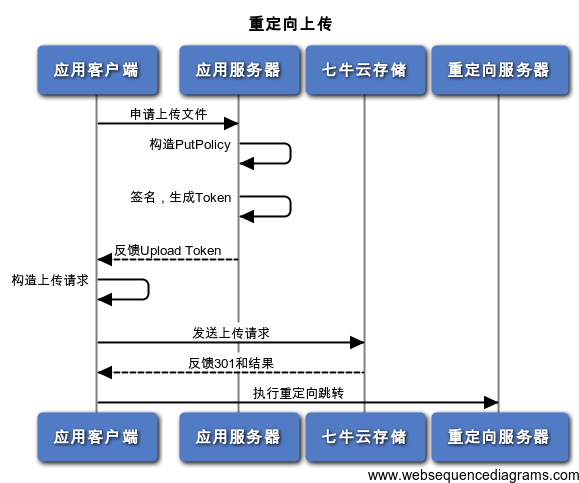 重定向上传
应用客户端
应用服务器
七牛云存储
重定向服务器
申请上传文件
构造PutPolicy
签名，生成Token
反馈Upload Token
构造上传请求
发送上传请求
反馈301和结果
执行重定向跳转
应用客户端
应用服务器
七牛云存储
重定向服务器
www.websequencediagrams.com